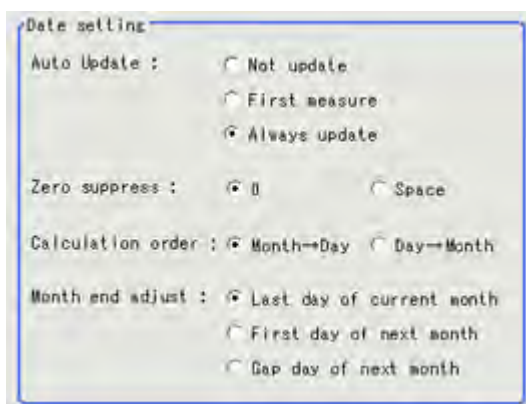 Date setting
Auto Update : Not update
First measure
Always update
Zero suppress : 0 Space
Calculation order : Month→Day Day→Month
Month end adjust : Last day of current month
First day of next month
Gap day of next month